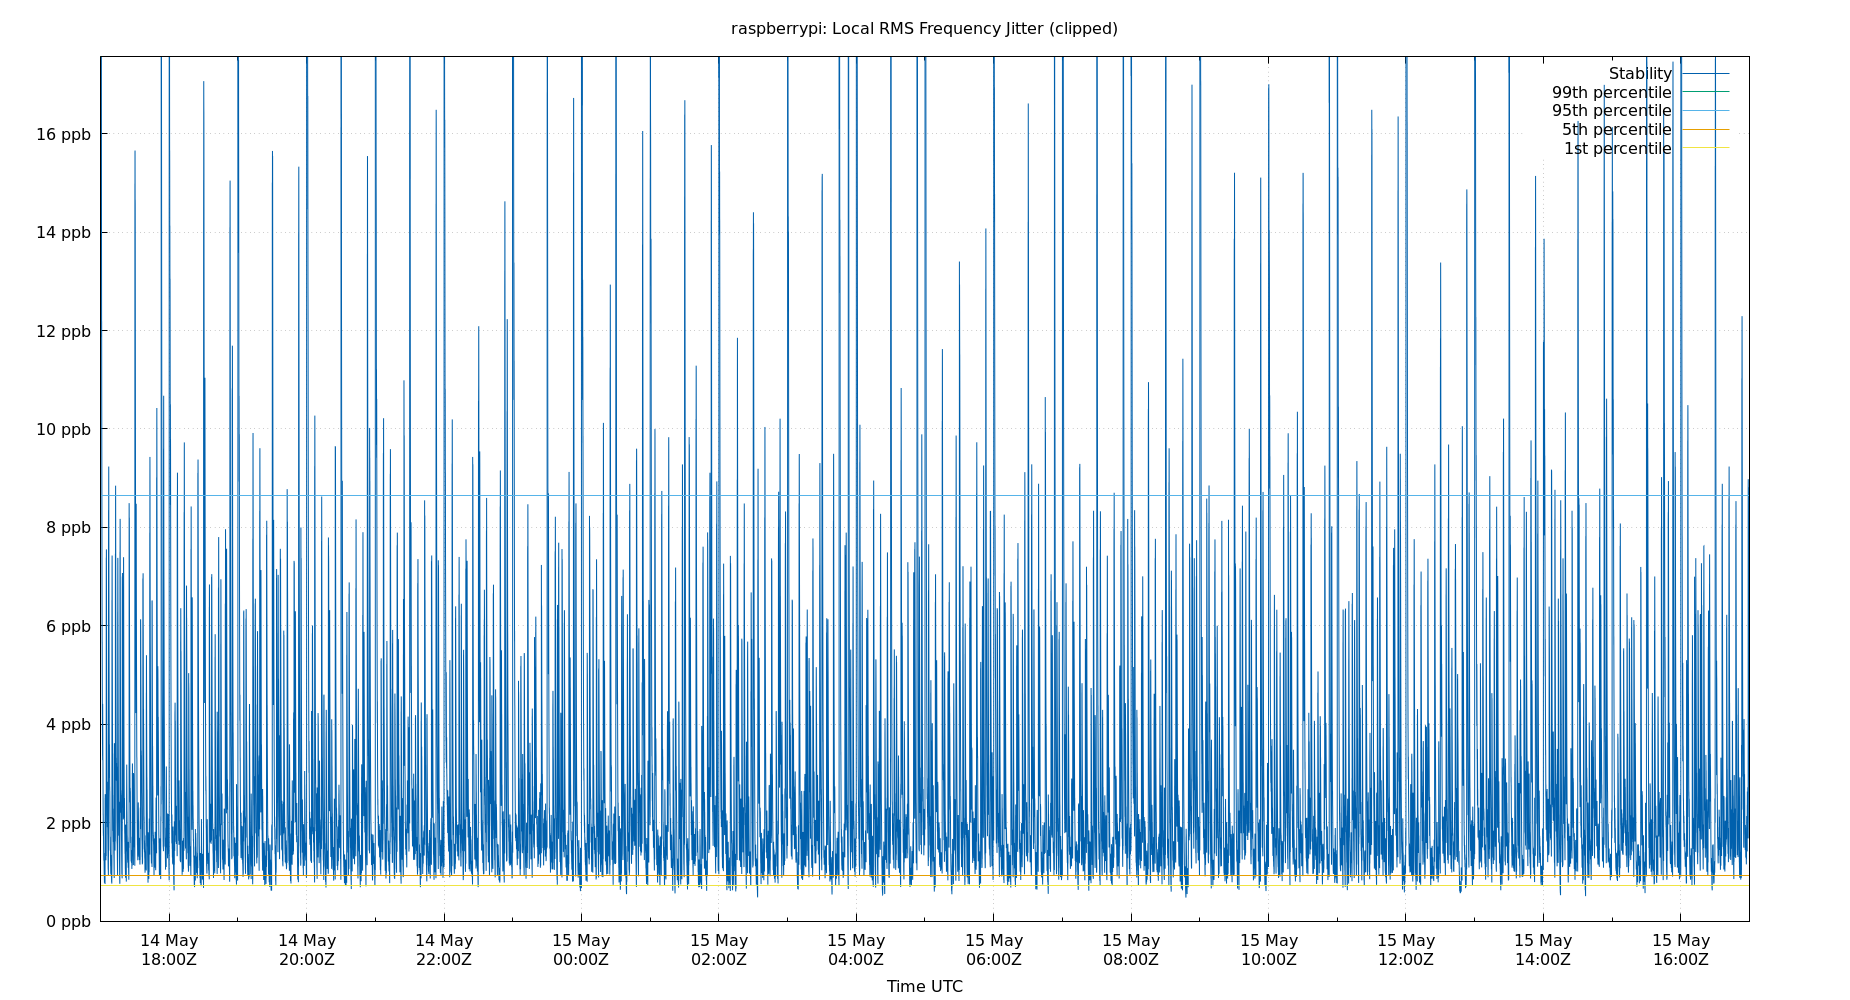 raspberrypi: Local RMS Frequency Jitter (clipped)
Stability
99th percentile
95th percentile
5th percentile
1st percentile
16 ppb
14 ppb
12 ppb
10 ppb
8 ppb
6 ppb
4 ppb
2 ppb
0 ppb
14 May 14 May 14 May 15 May 15 May 15 May 15 May 15 May 15 May 15 May 15 May 15 May
18:00Z 20:00Z 22:00Z 00:00Z 02:00Z 04:00Z 06:00Z 08:00Z 10:00Z 12:00Z 14:00Z 16:00Z
Time UTC